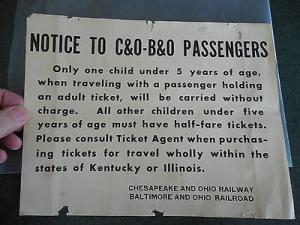 NOTICE TO C&O-B&O PASSENGERS
Only one child under 5 years of age,
when traveling with a passenger holding
an adult ticket, will be carried without
charge. All other children under five
years of age must have half-fare tickets.
Please consult Ticket Agent when purchas-
ing tickets for travel wholly within the
states of Kentucky or Illinois.
CHESAPEAKE AND OHIO RAILWAY
BALTIMORE AND OHIO RAILROAD